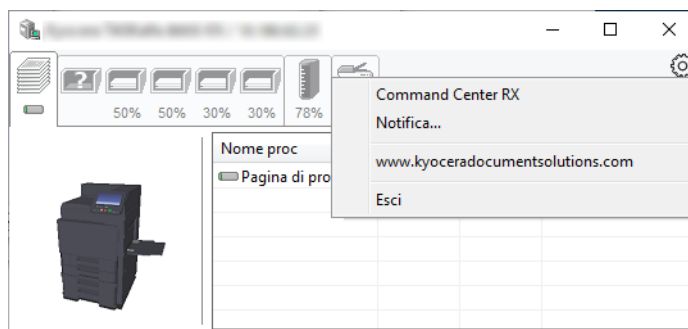 50% 50% 30% 30% 78%
Command Center RX
Notifica...
www.kyoceradocumentsolutions.com
Esci
Nome proc
Pagina di pro